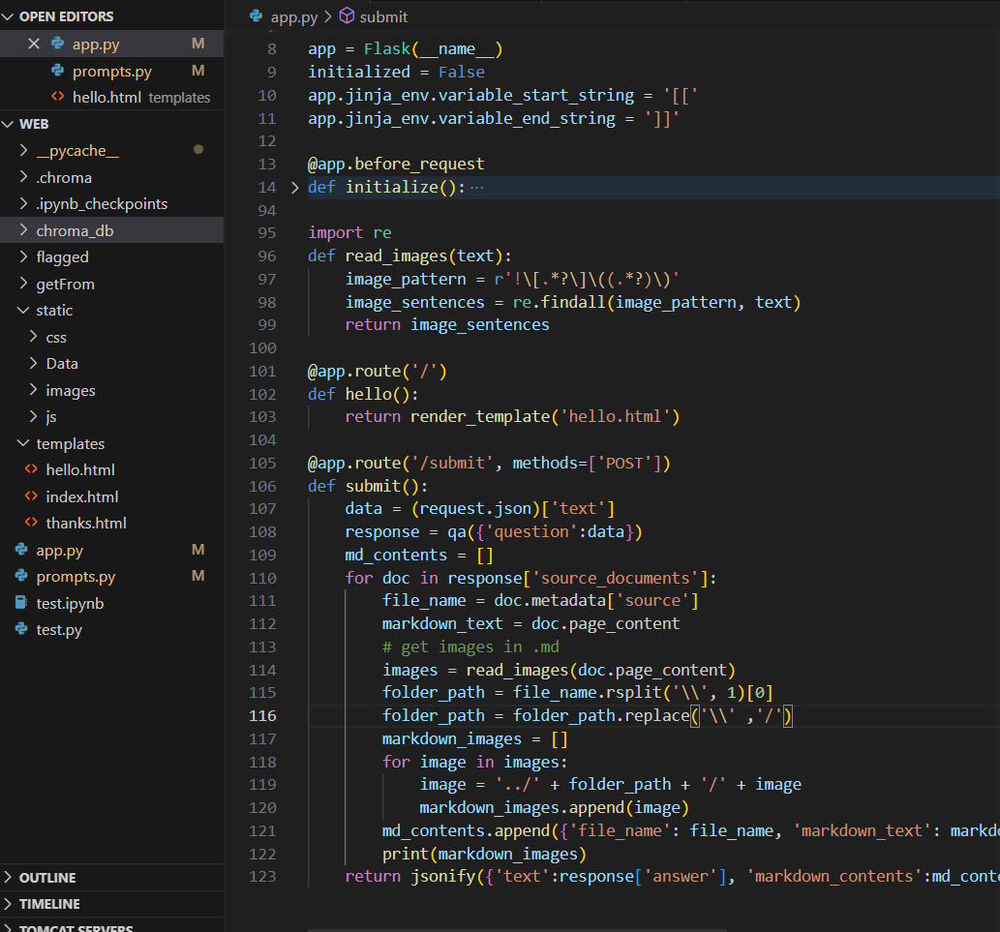 OPEN EDITORS
app.py M
prompts.py M
hello.html templates
WEB
__pycache__
.chroma
.ipynb_checkpoints
chroma_db
flagged
getFrom
static
css
Data
images
js
templates
hello.html
index.html
thanks.html
app.py M
prompts.py M
test.ipynb
test.py
OUTLINE
TIMELINE
TOMCAT SERVERS
app.py > submit
8 app = Flask(__name__)
9 initialized = False
10 app.jinja_env.variable_start_string = '[['
11 app.jinja_env.variable_end_string = ']]'
12
13 @app.before_request
14 def initialize(): ···
94
95 import re
96 def read_images(text):
97     image_pattern = r'!\[.*?\]\((.*?)\)'
98     image_sentences = re.findall(image_pattern, text)
99     return image_sentences
100
101 @app.route('/')
102 def hello():
103     return render_template('hello.html')
104
105 @app.route('/submit', methods=['POST'])
106 def submit():
107     data = (request.json)['text']
108     response = qa({'question':data})
109     md_contents = []
110     for doc in response['source_documents']:
111         file_name = doc.metadata['source']
112         markdown_text = doc.page_content
113         # get images in .md
114         images = read_images(doc.page_content)
115         folder_path = file_name.rsplit('\\', 1)[0]
116         folder_path = folder_path.replace('\\' ,'/')
117         markdown_images = []
118         for image in images:
119             image = '../' + folder_path + '/' + image
120             markdown_images.append(image)
121         md_contents.append({'file_name': file_name, 'markdown_text': markd
122         print(markdown_images)
123     return jsonify({'text':response['answer'], 'markdown_contents':md_conte